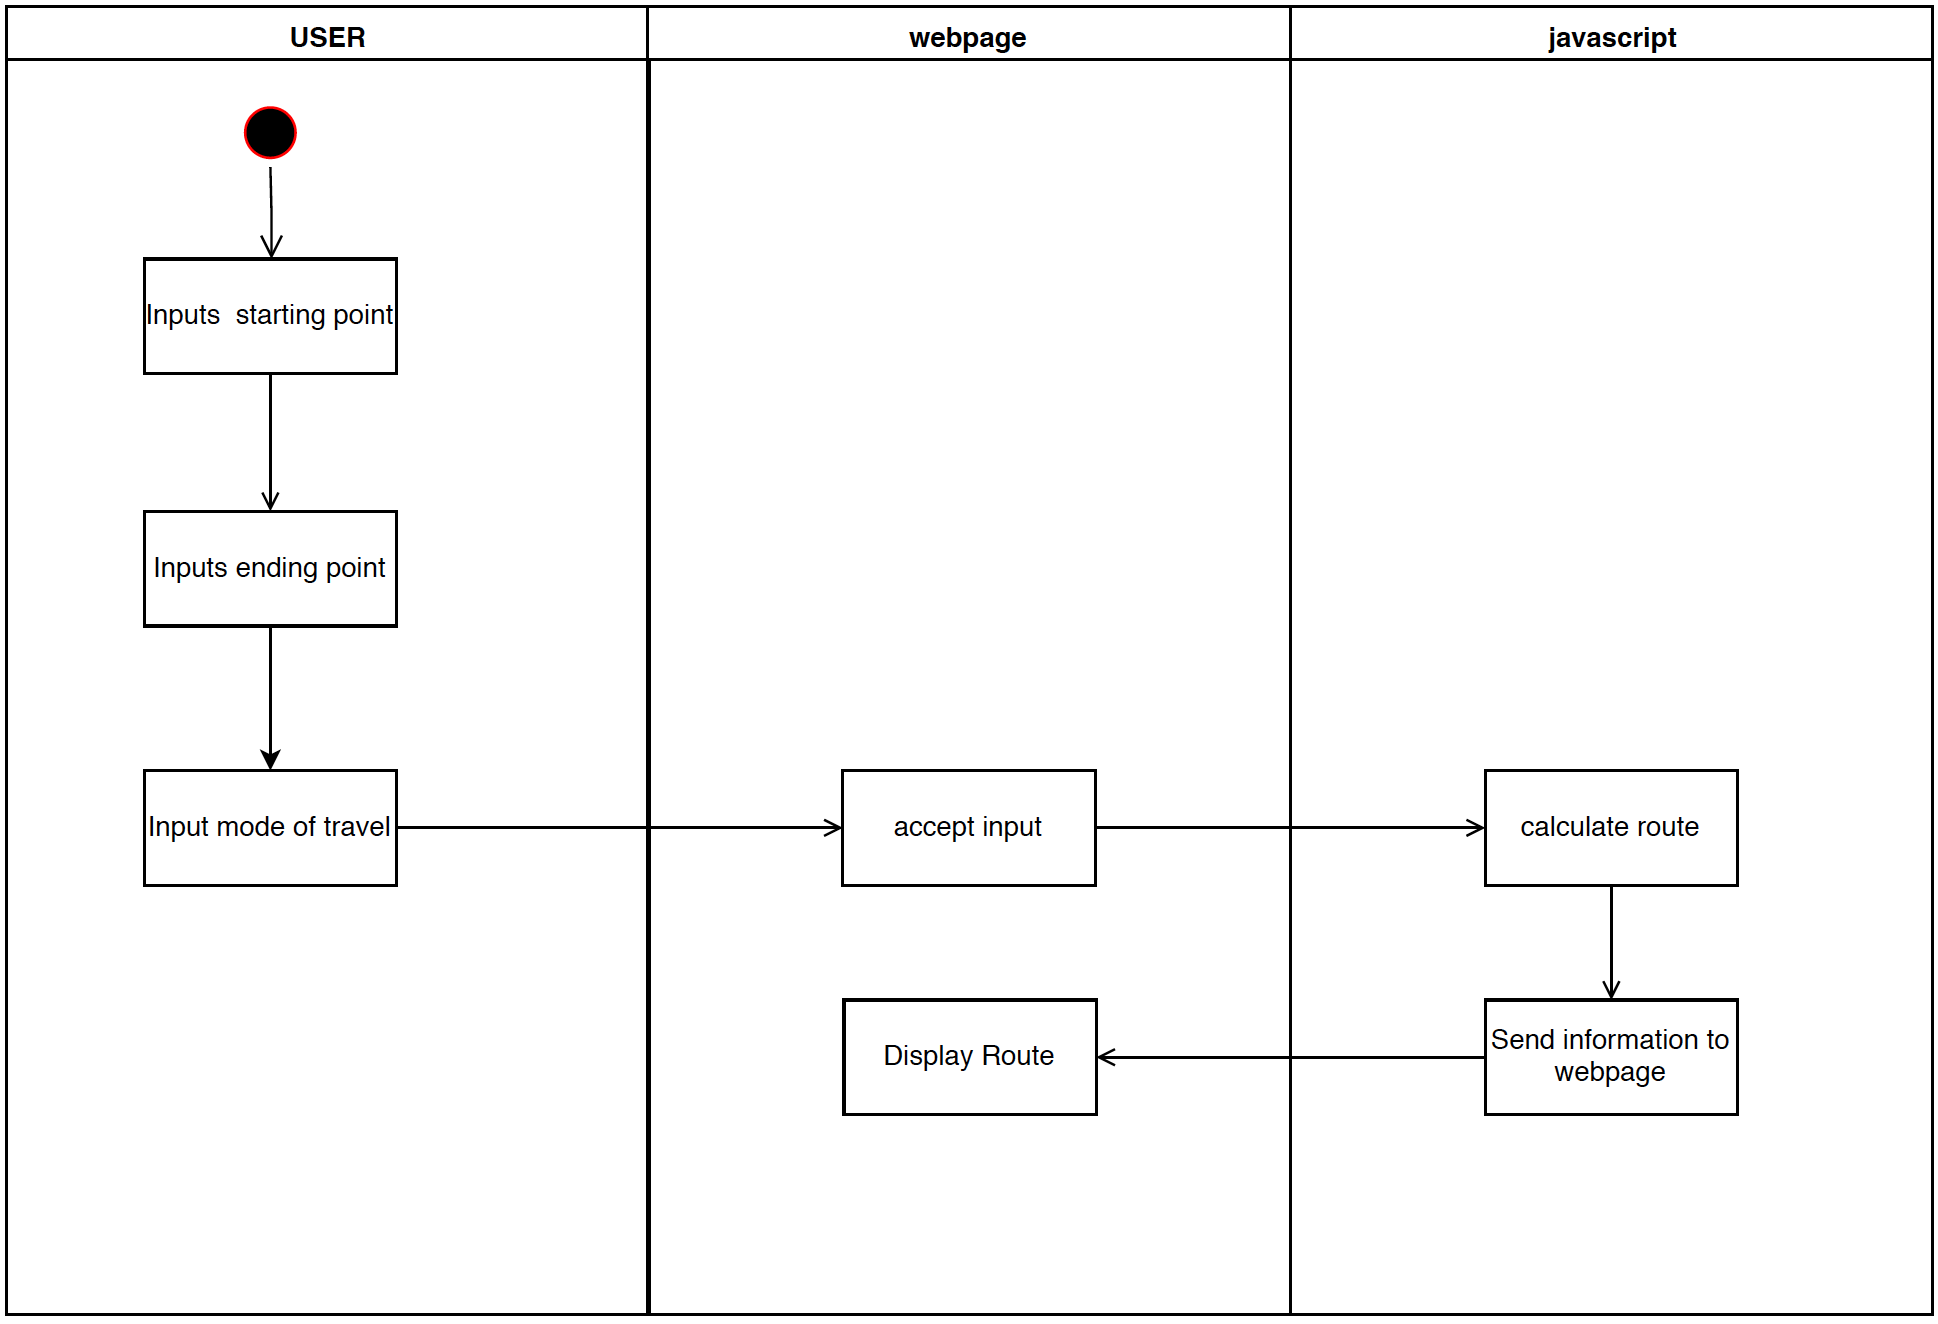 USER
webpage
javascript
Inputs  starting point
Inputs ending point
Input mode of travel
accept input
calculate route
Display Route
Send information to
webpage